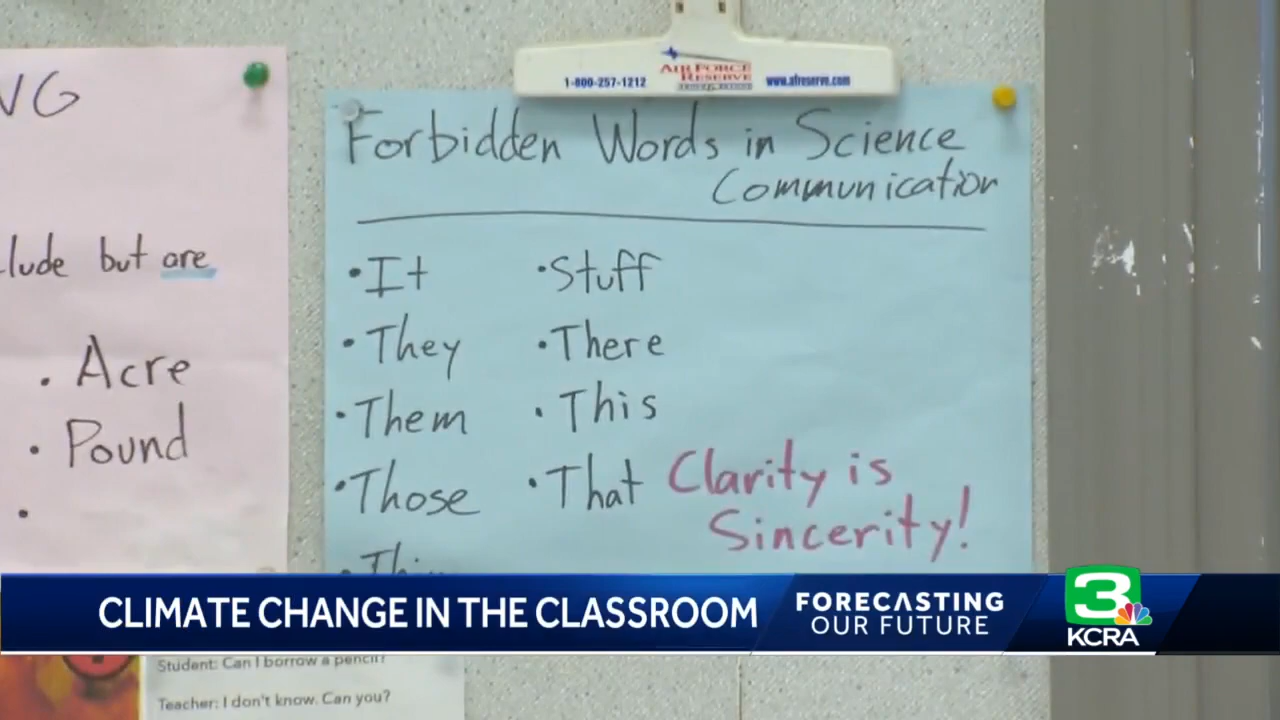 1-800-257-1212
AIR FORCE
RESERVE
www.afreserve.com
Forbidden Words in Science
Communication
• It
• They
• Them
• Those
• Stuff
• There
• This
• That
Clarity is
Sincerity!
but are
• Acre
• Pound
•
CLIMATE CHANGE IN THE CLASSROOM
FORECASTING
OUR FUTURE
3
KCRA
Student: Can I borrow a pencil?
Teacher: I don't know. Can you?